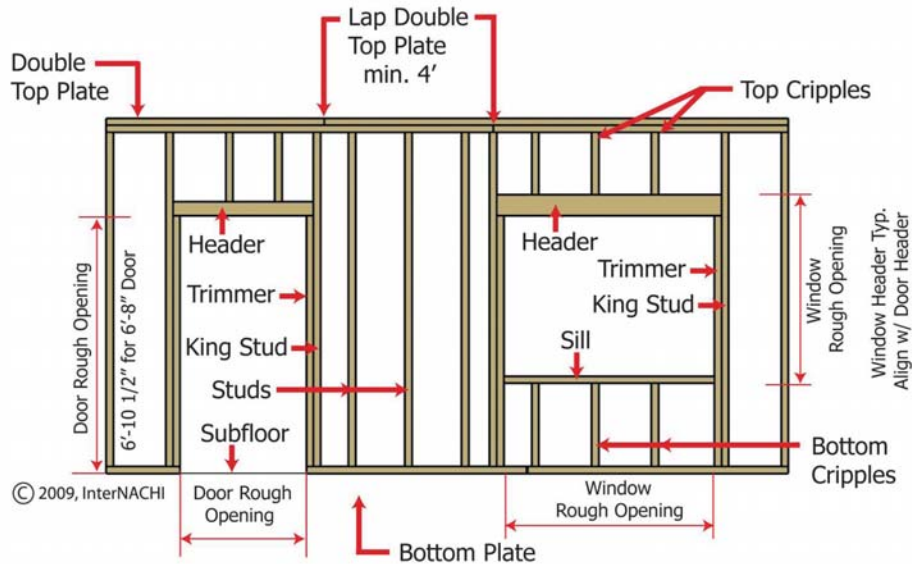 Lap Double
Top Plate
min. 4'
Double
Top Plate
Top Cripples
Header
Header
Trimmer
Trimmer
King Stud
King Stud
Sill
Studs
Subfloor
Door Rough Opening
6'-10 1/2" for 6'-8" Door
Window
Rough Opening
Window Header Typ.
Align w/ Door Header
Bottom
Cripples
© 2009, InterNACHI
Door Rough
Opening
Window
Rough Opening
Bottom Plate